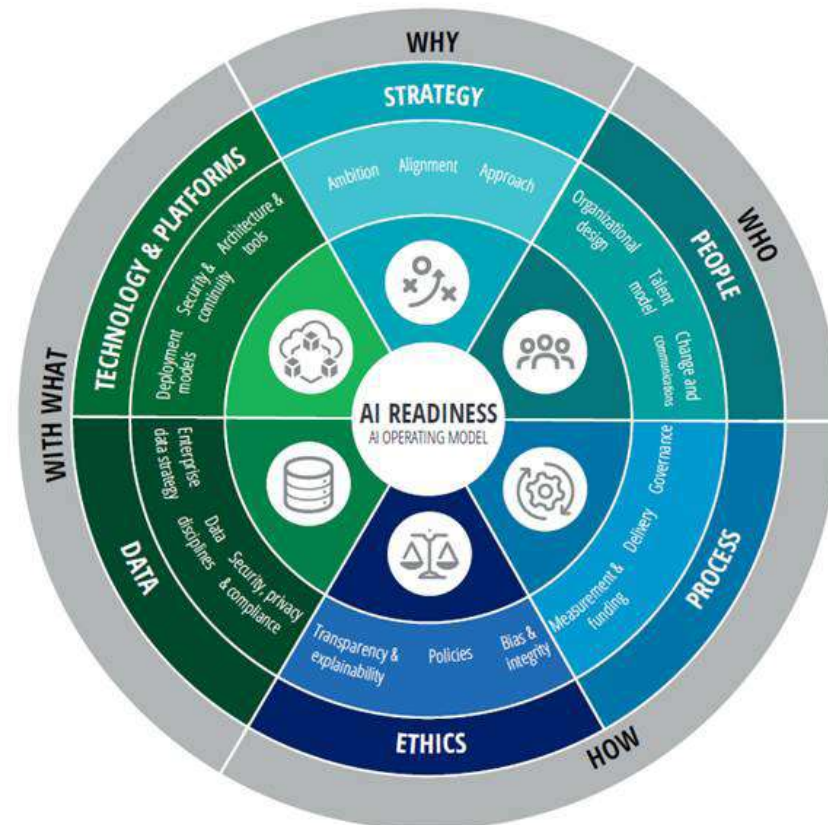 WHY
STRATEGY
Ambition
Alignment
Approach
WHO
PEOPLE
Organizational
design
Talent
model
Change and
communications
HOW
PROCESS
Governance
Delivery
Measurement &
funding
ETHICS
Bias &
integrity
Policies
Transparency &
explainability
WITH WHAT
DATA
Security, privacy
& compliance
Data
disciplines
Enterprise
data strategy
TECHNOLOGY & PLATFORMS
Deployment
models
Security &
continuity
Architecture &
tools
AI READINESS
AI OPERATING MODEL